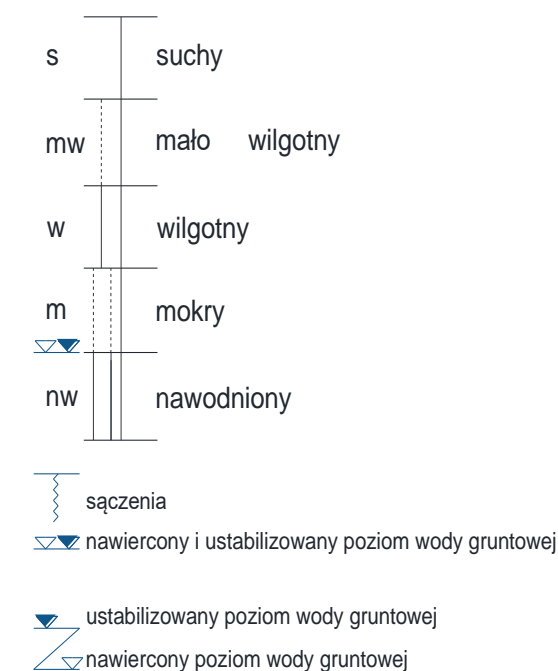 s suchy
mw mało wilgotny
w wilgotny
m mokry
nw nawodniony
sączenia
nawiercony i ustabilizowany poziom wody gruntowej
ustabilizowany poziom wody gruntowej
nawiercony poziom wody gruntowej